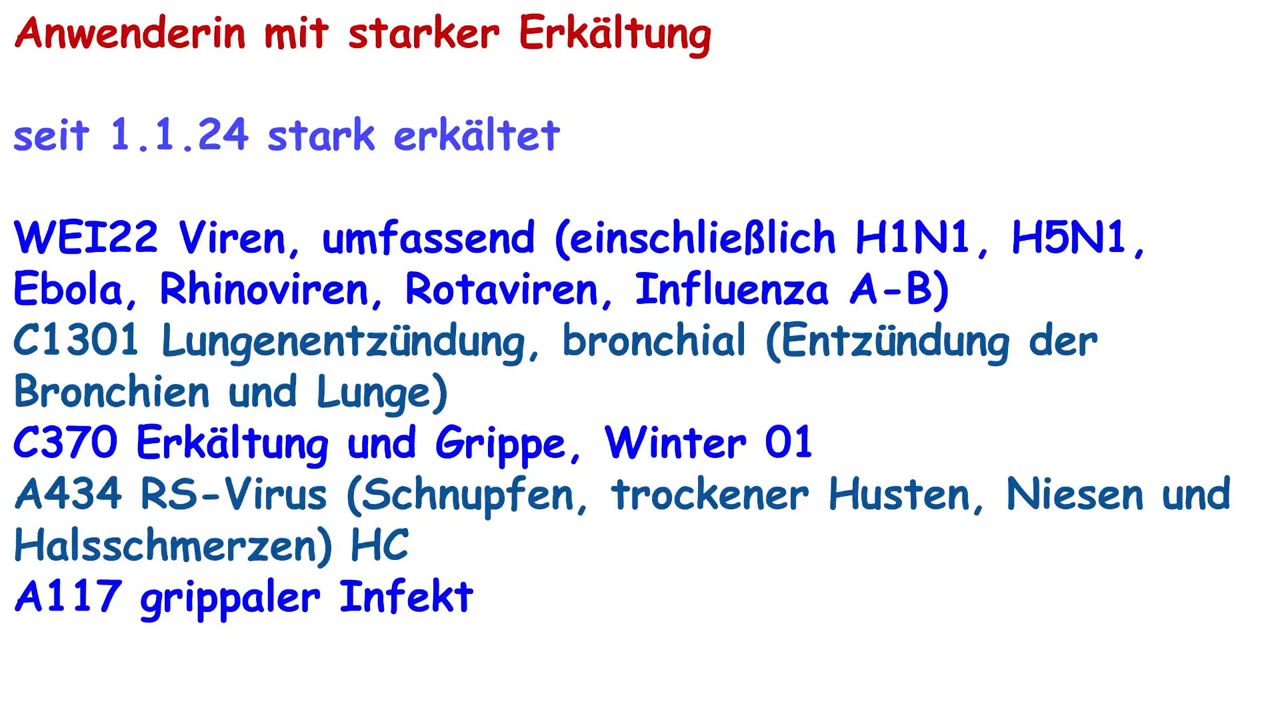 Anwenderin mit starker Erkältung
seit 1.1.24 stark erkältet
WEI22 Viren, umfassend (einschließlich H1N1, H5N1,
Ebola, Rhinoviren, Rotaviren, Influenza A-B)
C1301 Lungenentzündung, bronchial (Entzündung der
Bronchien und Lunge)
C370 Erkältung und Grippe, Winter 01
A434 RS-Virus (Schnupfen, trockener Husten, Niesen und
Halsschmerzen) HC
A117 grippaler Infekt